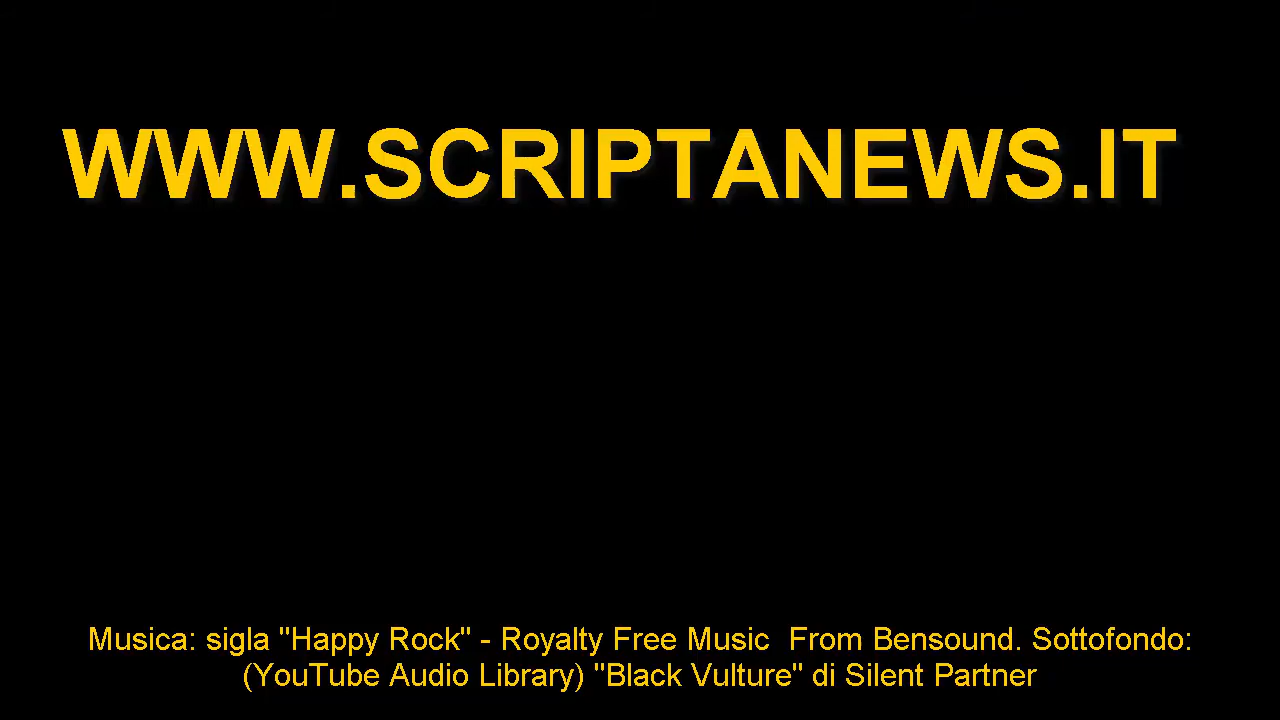 WWW.SCRIPTANEWS.IT
Musica: sigla "Happy Rock" - Royalty Free Music  From Bensound. Sottofondo:
(YouTube Audio Library) "Black Vulture" di Silent Partner